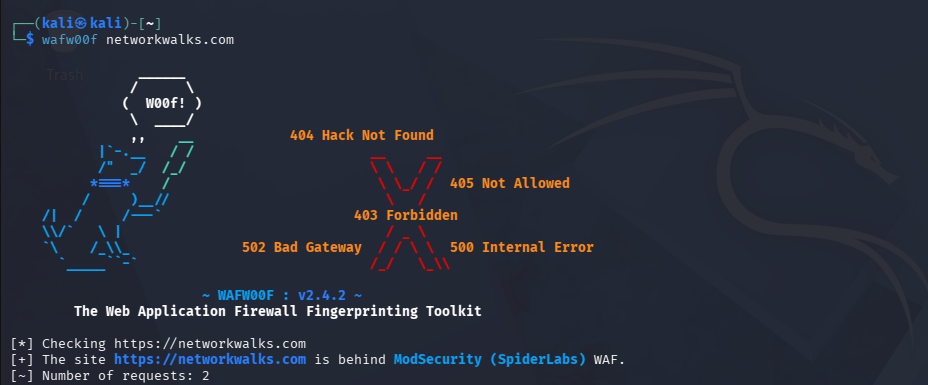 (kali㉿kali)-[~]
$ wafw00f networkwalks.com
Trash
( W00f! )
404 Hack Not Found
405 Not Allowed
403 Forbidden
502 Bad Gateway 500 Internal Error
~ WAFW00F : v2.4.2 ~
The Web Application Firewall Fingerprinting Toolkit
[*] Checking https://networkwalks.com
[+] The site https://networkwalks.com is behind ModSecurity (SpiderLabs) WAF.
[~] Number of requests: 2